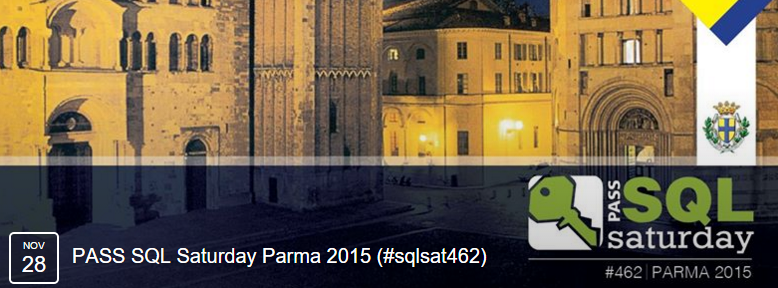 NOV
28
PASS SQL Saturday Parma 2015 (#sqlsat462)
PASS
SQL
saturday
#462 | PARMA 2015